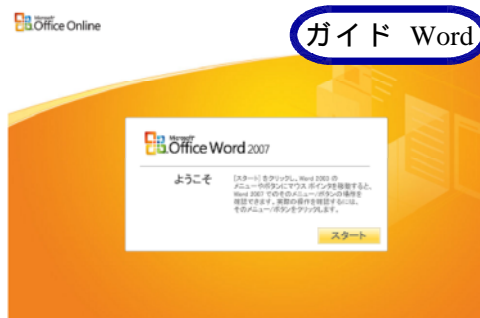 Microsoft
Office Online
ガイド Word
Microsoft
Office Word 2007
ようこそ
[スタート] をクリックし、Word 2003 の
メニューやボタンにマウス ポインタを移動すると、
Word 2007 でのそのメニュー/ボタンの場所を
確認できます。実際の操作を確認するには、
そのメニュー/ボタンをクリックします。
スタート